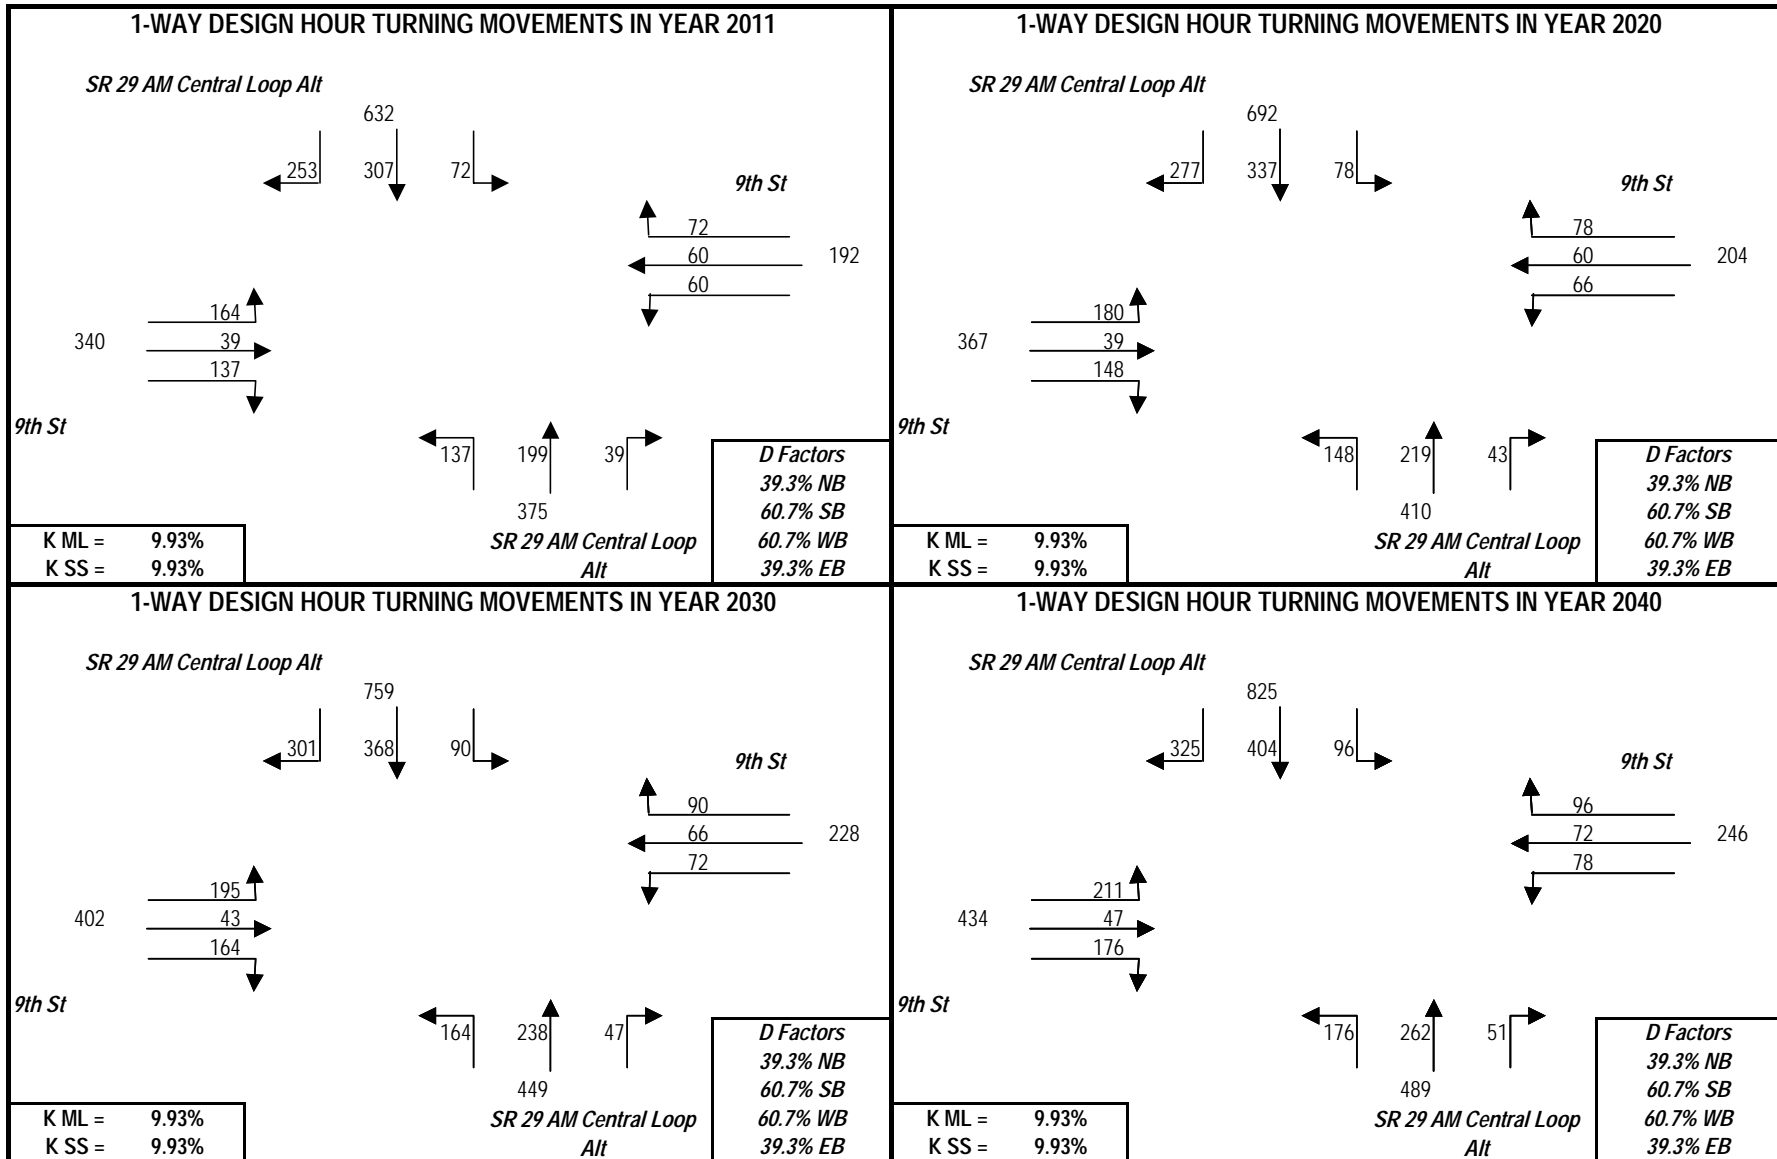 1-WAY DESIGN HOUR TURNING MOVEMENTS IN YEAR 2011
SR 29 AM Central Loop Alt
632
253 307 72
9th St
72
60 192
60
164
340 39
137
9th St
137 199 39
375
SR 29 AM Central Loop
Alt
D Factors
39.3% NB
60.7% SB
60.7% WB
39.3% EB
K ML = 9.93%
K SS = 9.93%
1-WAY DESIGN HOUR TURNING MOVEMENTS IN YEAR 2020
SR 29 AM Central Loop Alt
692
277 337 78
9th St
78
60 204
66
180
367 39
148
9th St
148 219 43
410
SR 29 AM Central Loop
Alt
D Factors
39.3% NB
60.7% SB
60.7% WB
39.3% EB
K ML = 9.93%
K SS = 9.93%
1-WAY DESIGN HOUR TURNING MOVEMENTS IN YEAR 2030
SR 29 AM Central Loop Alt
759
301 368 90
9th St
90
66 228
72
195
402 43
164
9th St
164 238 47
449
SR 29 AM Central Loop
Alt
D Factors
39.3% NB
60.7% SB
60.7% WB
39.3% EB
K ML = 9.93%
K SS = 9.93%
1-WAY DESIGN HOUR TURNING MOVEMENTS IN YEAR 2040
SR 29 AM Central Loop Alt
825
325 404 96
9th St
96
72 246
78
211
434 47
176
9th St
176 262 51
489
SR 29 AM Central Loop
Alt
D Factors
39.3% NB
60.7% SB
60.7% WB
39.3% EB
K ML = 9.93%
K SS = 9.93%